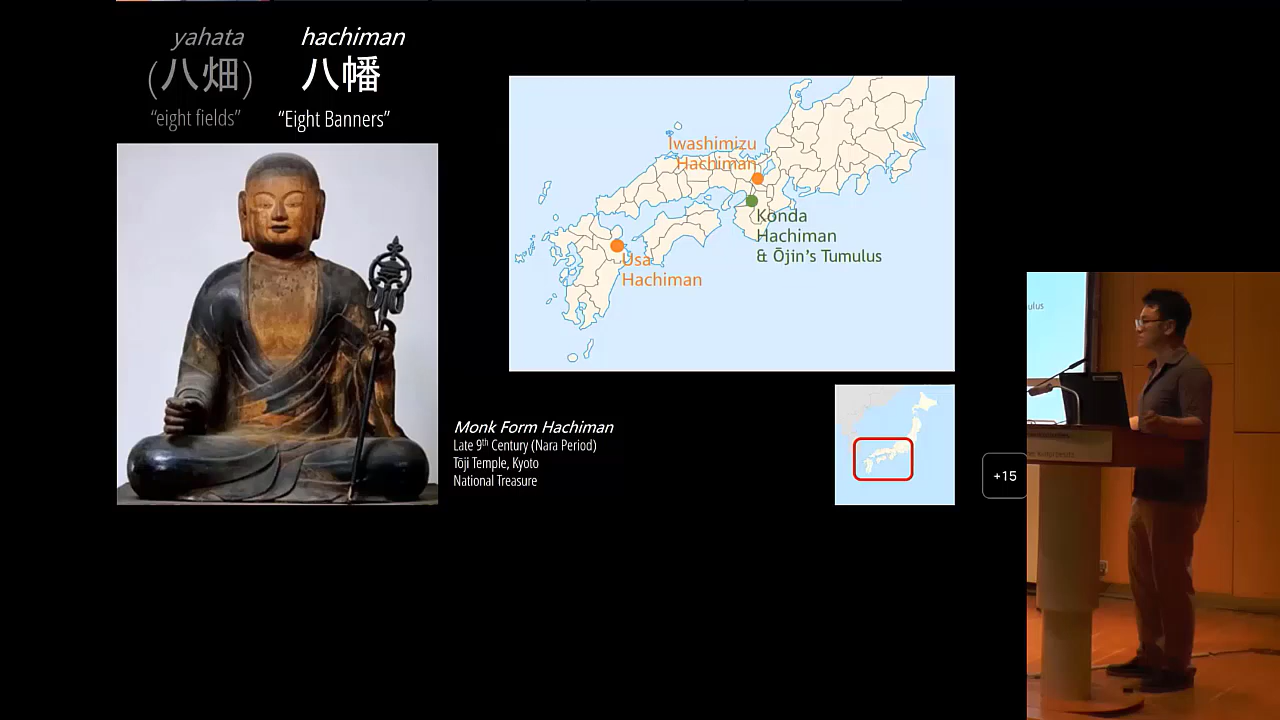 yahata
(八畑)
“eight fields”
hachiman
八幡
“Eight Banners”
Iwashimizu
Hachiman
Konda
Hachiman
& Ōjin’s Tumulus
Usa
Hachiman
Monk Form Hachiman
Late 9th Century (Nara Period)
Tōji Temple, Kyoto
National Treasure
+15
ulus